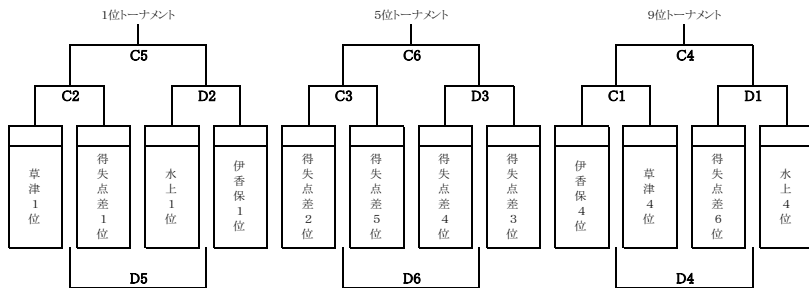 1位トーナメント
5位トーナメント
9位トーナメント
C5
C6
C4
C2
D2
C3
D3
C1
D1
草津1位
得失点差1位
水上1位
伊香保1位
得失点差2位
得失点差5位
得失点差4位
得失点差3位
伊香保4位
草津4位
得失点差6位
水上4位
D5
D6
D4